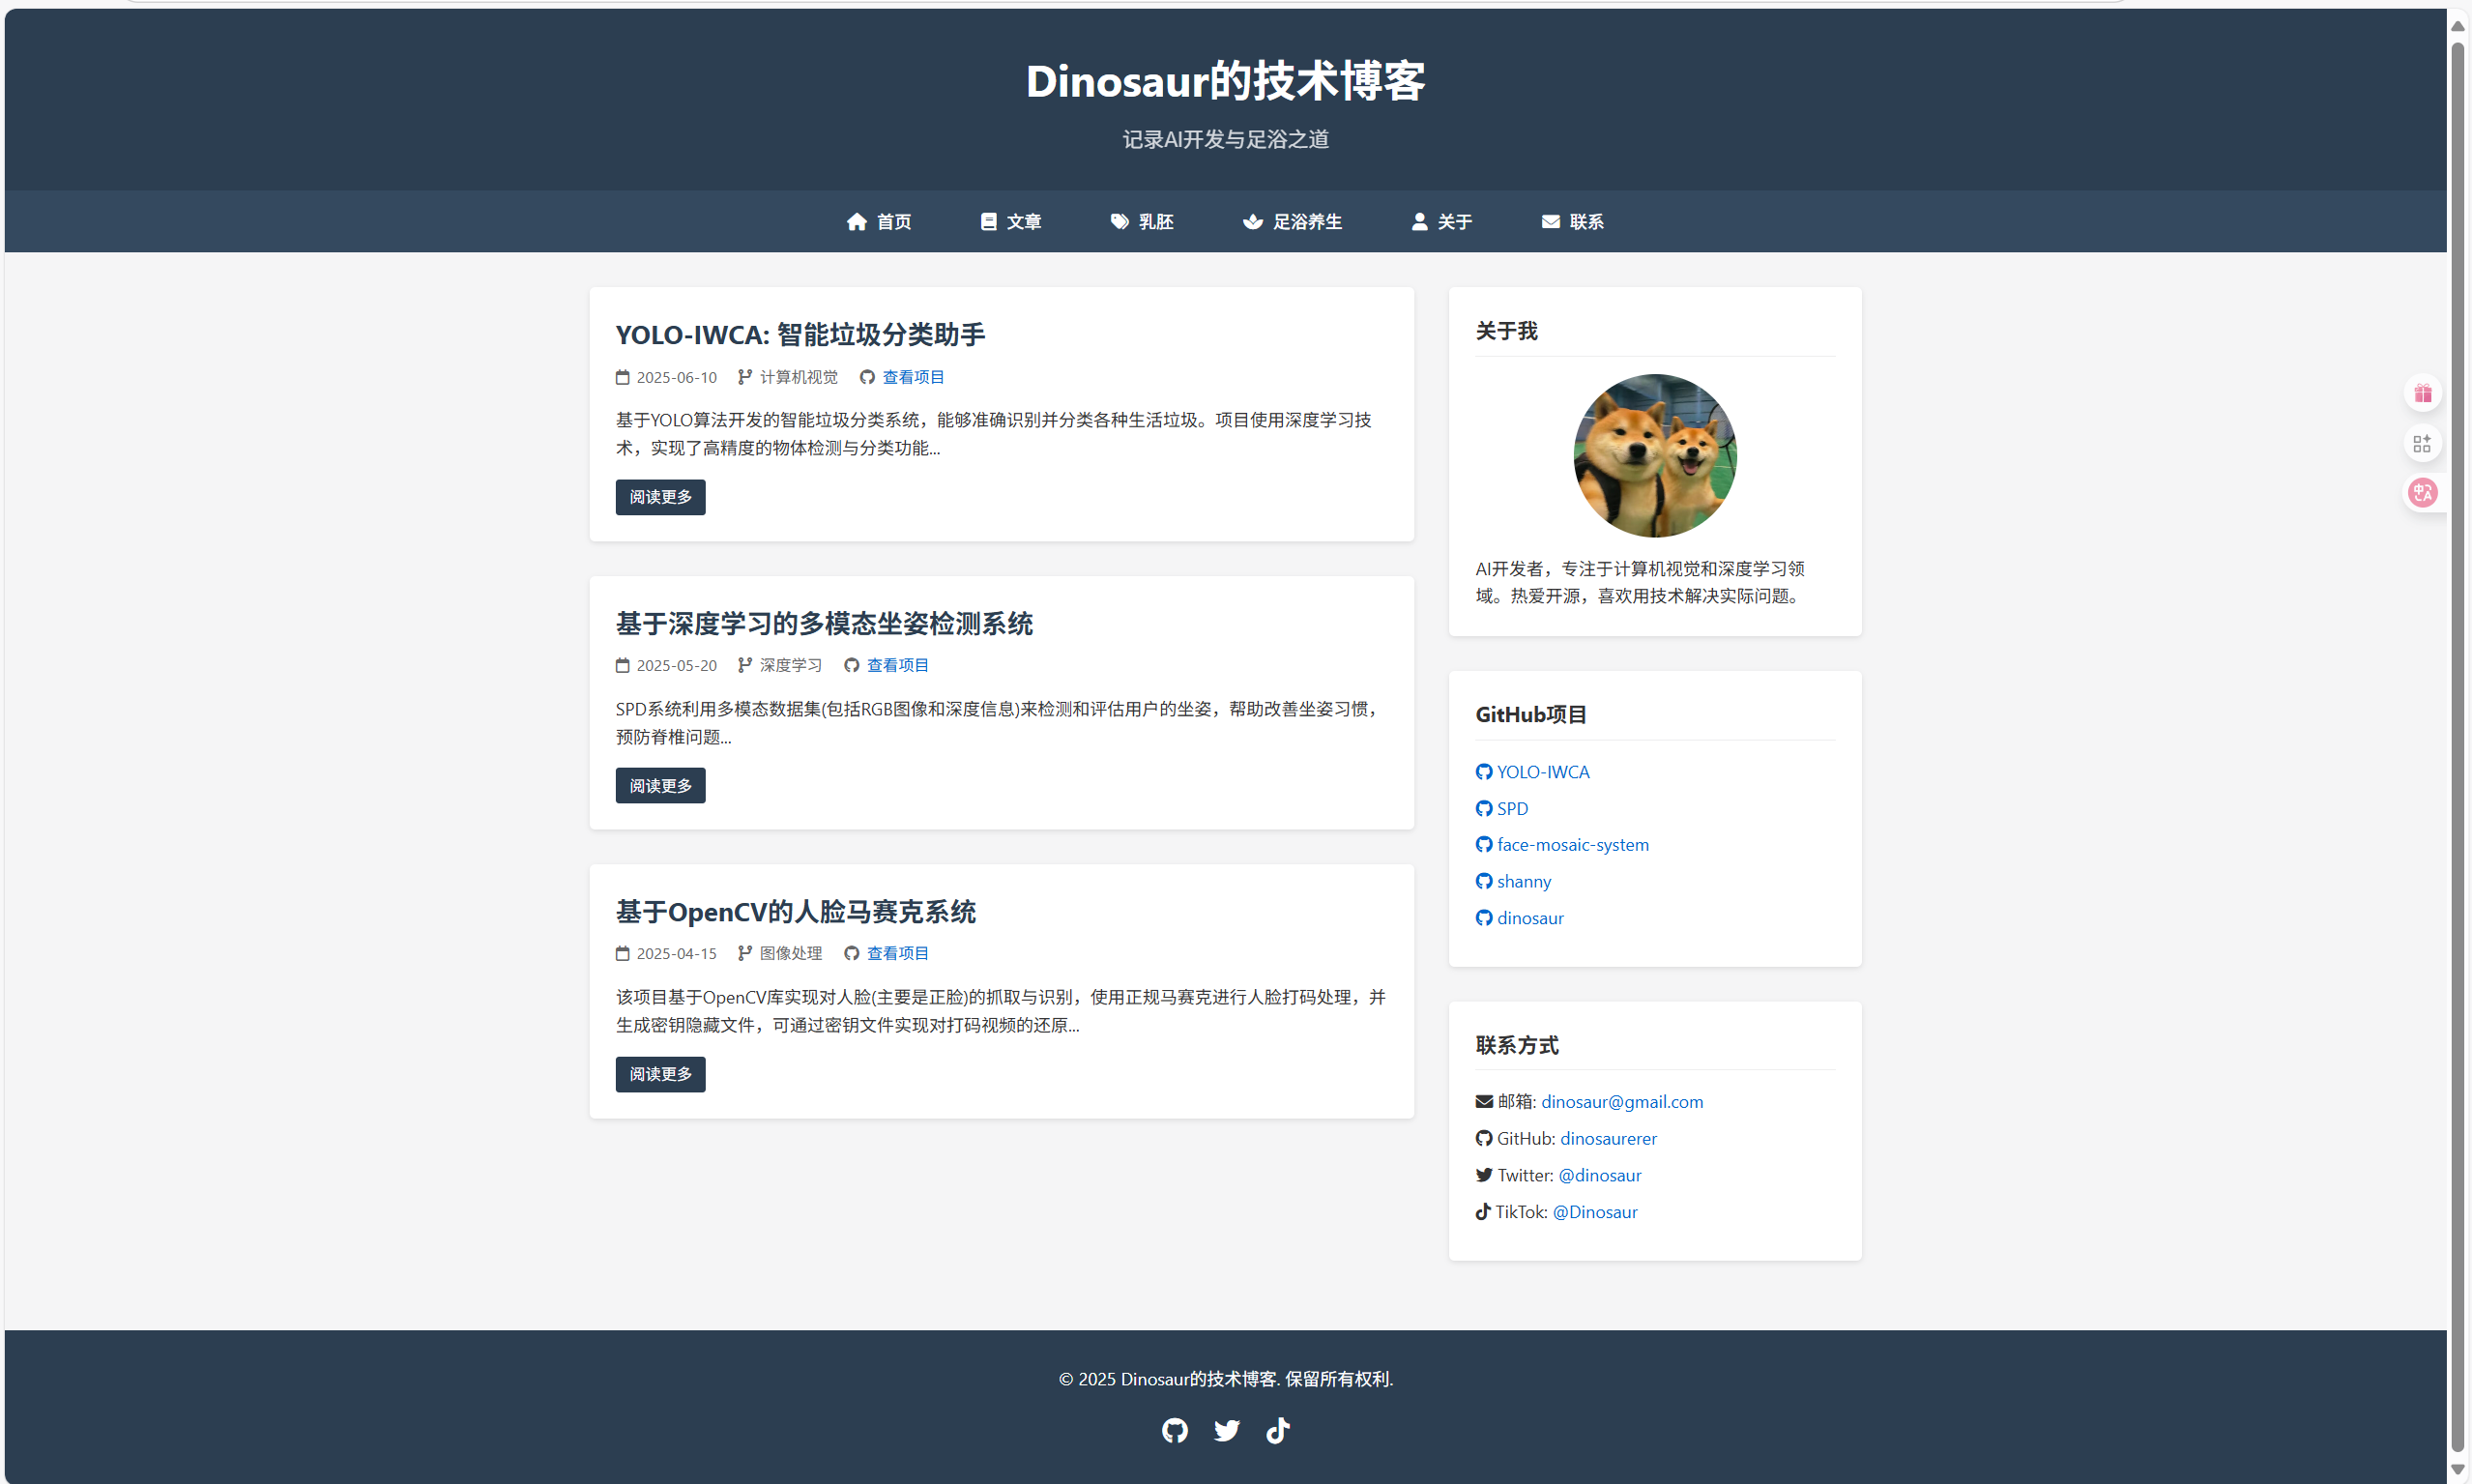 Dinosaur的技术博客
记录AI开发与足浴之道
首页 文章 乳胚 足浴养生 关于 联系
YOLO-IWCA: 智能垃圾分类助手
2025-06-10 计算机视觉 查看项目
基于YOLO算法开发的智能垃圾分类系统，能够准确识别并分类各种生活垃圾。项目使用深度学习技
术，实现了高精度的物体检测与分类功能...
阅读更多
基于深度学习的多模态坐姿检测系统
2025-05-20 深度学习 查看项目
SPD系统利用多模态数据集(包括RGB图像和深度信息)来检测和评估用户的坐姿，帮助改善坐姿习惯，
预防脊椎问题...
阅读更多
基于OpenCV的人脸马赛克系统
2025-04-15 图像处理 查看项目
该项目基于OpenCV库实现对人脸(主要是正脸)的抓取与识别，使用正规马赛克进行人脸打码处理，并
生成密钥隐藏文件，可通过密钥文件实现对打码视频的还原...
阅读更多
关于我
AI开发者，专注于计算机视觉和深度学习领
域。热爱开源，喜欢用技术解决实际问题。
GitHub项目
YOLO-IWCA
SPD
face-mosaic-system
shanny
dinosaur
联系方式
邮箱: dinosaur@gmail.com
GitHub: dinosaurerer
Twitter: @dinosaur
TikTok: @Dinosaur
© 2025 Dinosaur的技术博客. 保留所有权利.